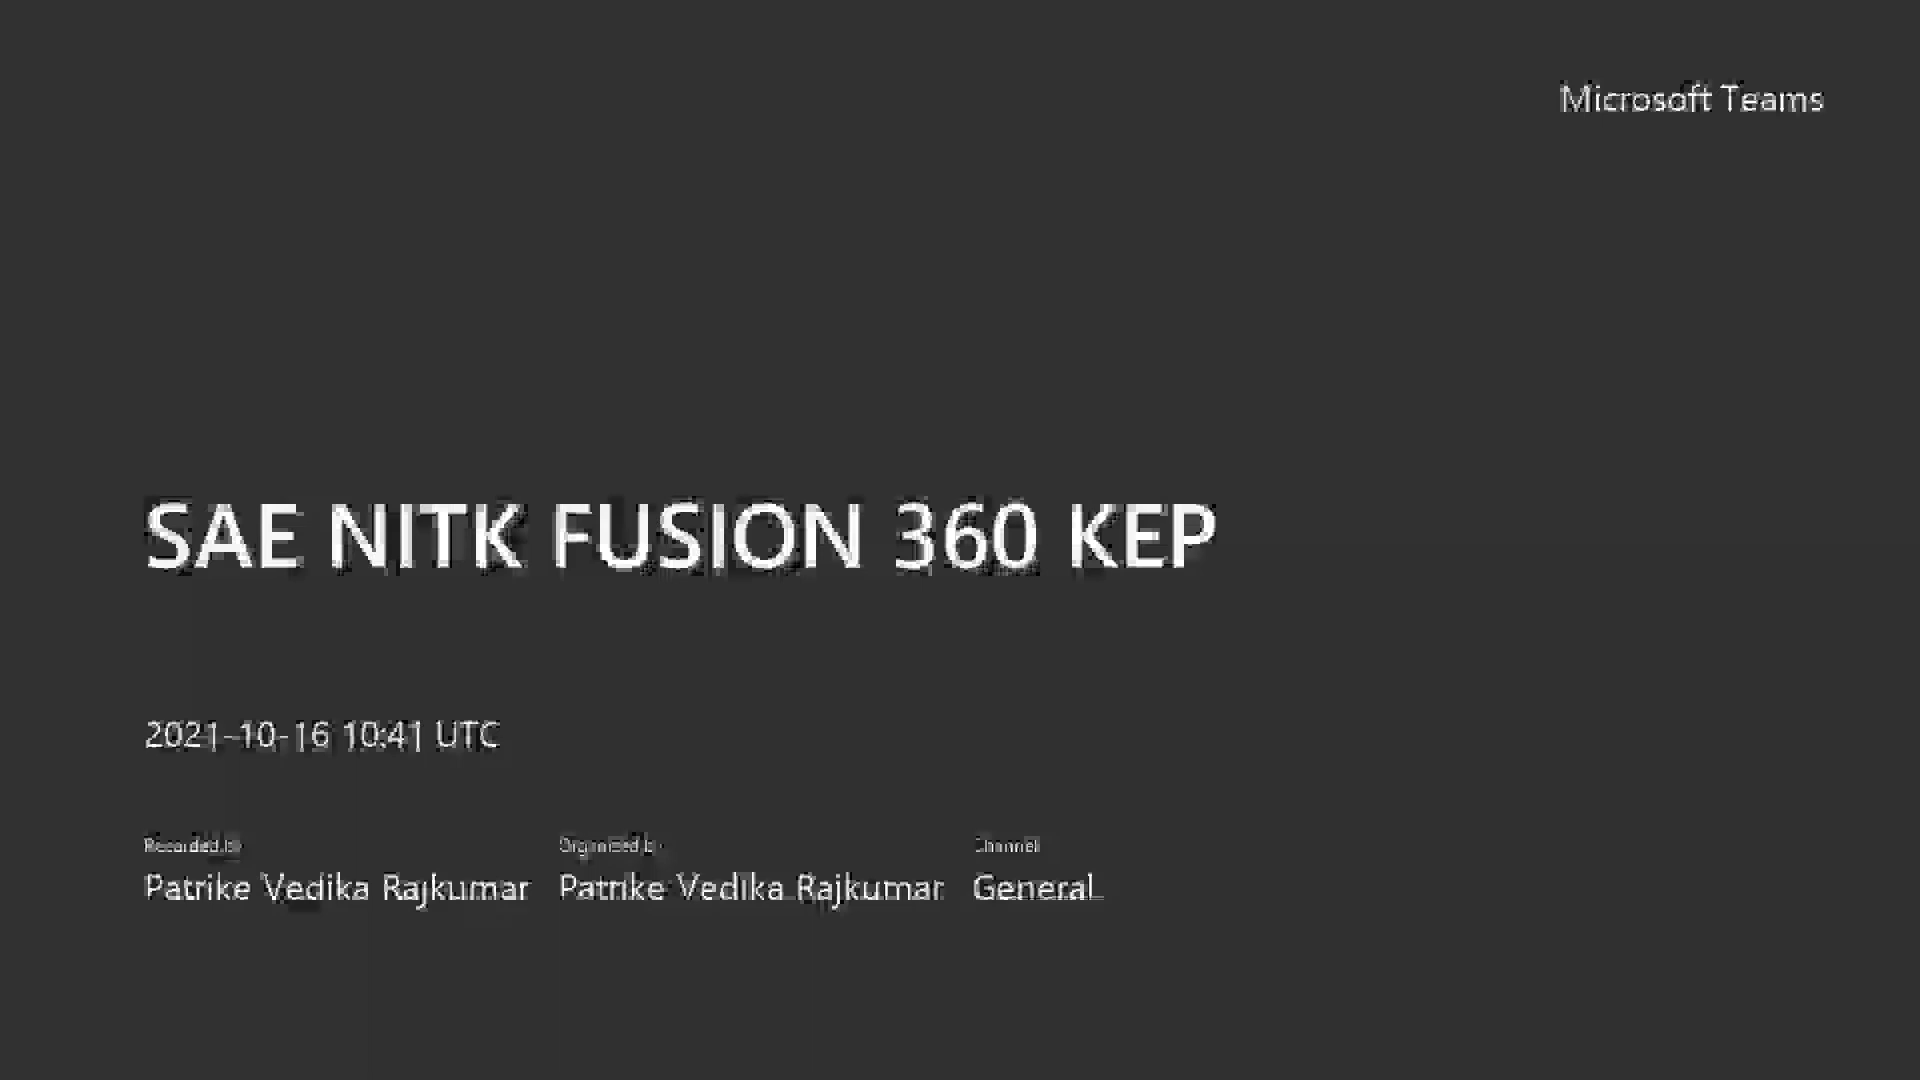 Microsoft Teams
SAE NITK FUSION 360 KEP
2021-10-16 10:41 UTC
Recorded by Organized by Channel
Patrike Vedika Rajkumar Patrike Vedika Rajkumar General